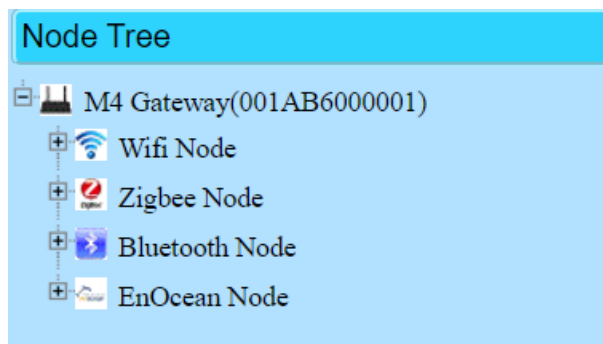 Node Tree
M4 Gateway(001AB6000001)
Wifi Node
Zigbee Node
Bluetooth Node
EnOcean Node